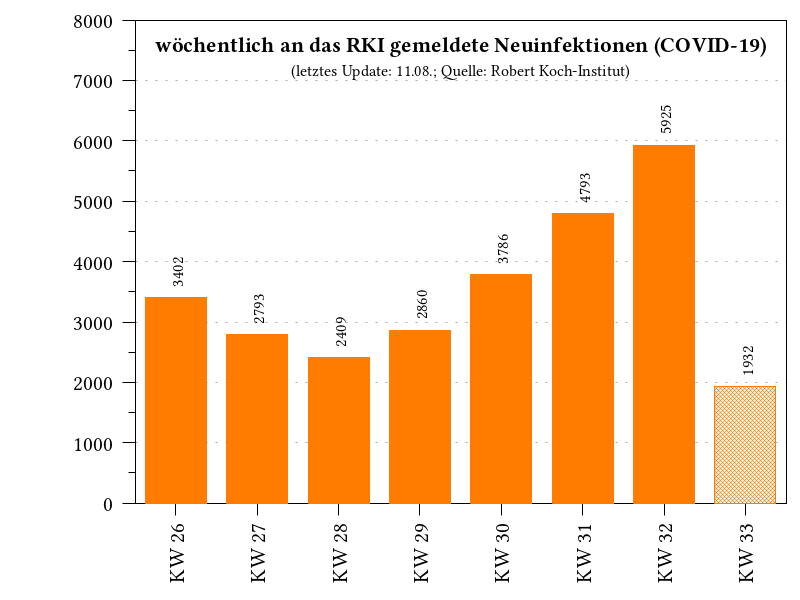 wöchentlich an das RKI gemeldete Neuinfektionen (COVID-19)
(letztes Update: 11.08.; Quelle: Robert Koch-Institut)
8000
7000
6000
5000
4000
3000
2000
1000
0
3402
2793
2409
2860
3786
4793
5925
1932
KW 26
KW 27
KW 28
KW 29
KW 30
KW 31
KW 32
KW 33